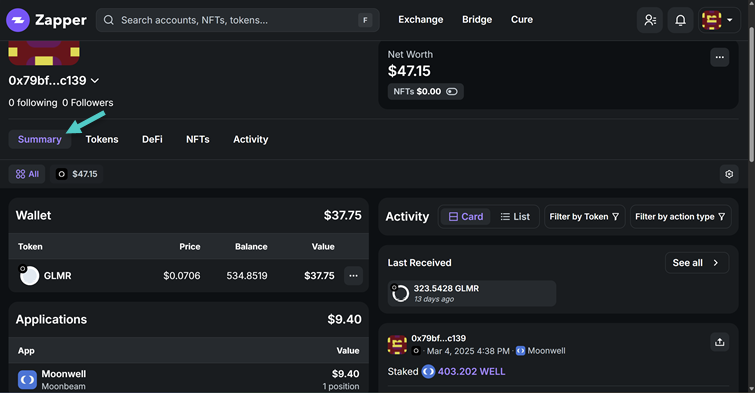 Zapper
Search accounts, NFTs, tokens... F
Exchange Bridge Cure
0x79bf...c139
0 following 0 Followers
Net Worth
$47.15
NFTs $0.00
Summary Tokens DeFi NFTs Activity
All $47.15
Wallet $37.75
Token Price Balance Value
GLMR $0.0706 534.8519 $37.75
Applications $9.40
App Value
Moonwell $9.40
Moonbeam 1 position
Activity Card List Filter by Token Filter by action type
Last Received See all
323.5428 GLMR
13 days ago
0x79bf...c139
· Mar 4, 2025 4:38 PM · Moonwell
Staked 403.202 WELL